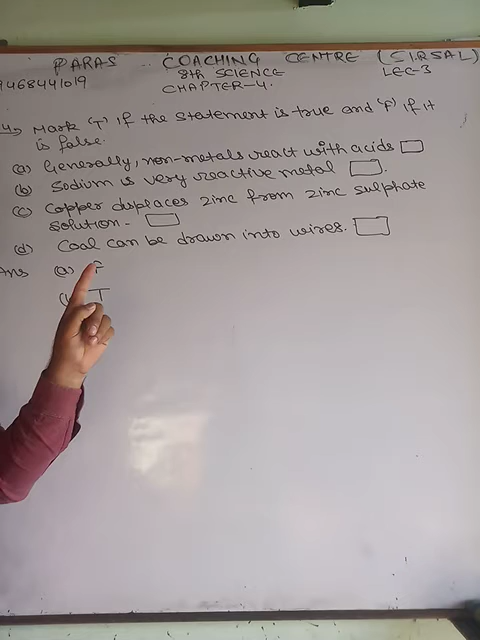 PARAS COACHING CENTRE (SIRSAL)
9468441019 8th SCIENCE LEC-3
CHAPTER-4.
4. Mark 'T' if the statement is true and 'F' if it
is false.
(a) Generally, non-metals react with acids
(b) Sodium is very reactive metal.
(c) Copper displaces zinc from zinc sulphate
solution.
(d) Coal can be drawn into wires.
Ans (a) F
T